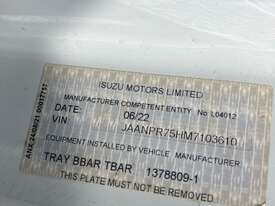 ISUZU MOTORS LIMITED
MANUFACTURER COMPETENT ENTITY No L04012
DATE: 06/22
VIN JAANPR75HM7103610
EQUIPMENT INSTALLED BY VEHICLE MANUFACTURER
TRAY BBAR TBAR 1378809-1
THIS PLATE MUST NOT BE REMOVED